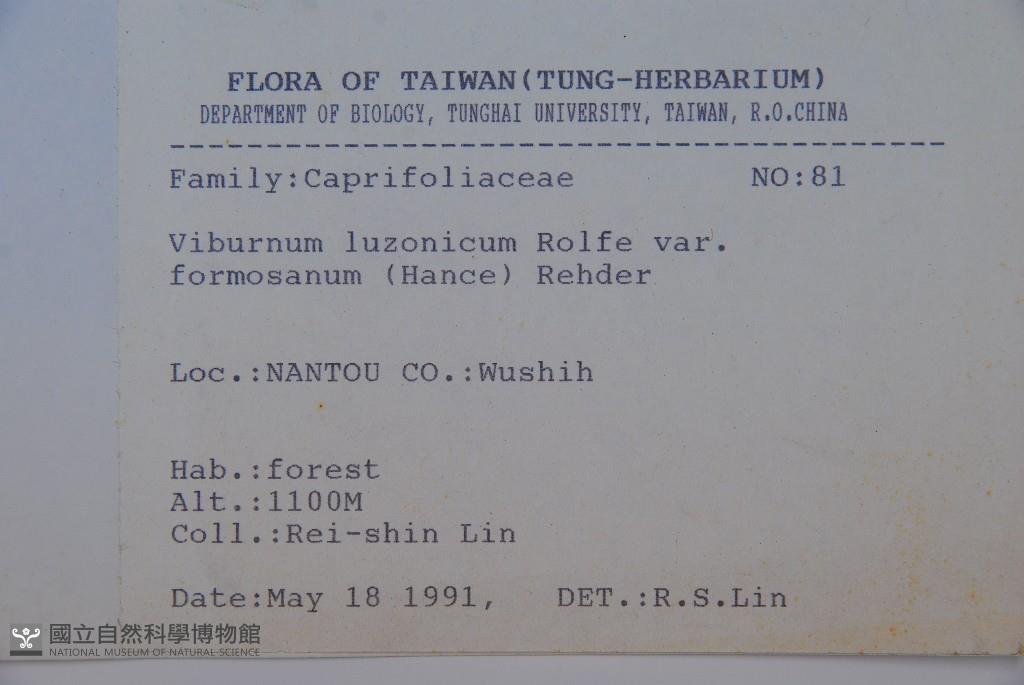 FLORA OF TAIWAN(TUNG-HERBARIUM)
DEPARTMENT OF BIOLOGY, TUNGHAI UNIVERSITY, TAIWAN, R.O.CHINA
----------------------------------------
Family:Caprifoliaceae NO:81
Viburnum luzonicum Rolfe var.
formosanum (Hance) Rehder
Loc.:NANTOU CO.:Wushih
Hab.:forest
Alt.:1100M
Coll.:Rei-shin Lin
Date:May 18 1991, DET.:R.S.Lin
國立自然科學博物館
NATIONAL MUSEUM OF NATURAL SCIENCE